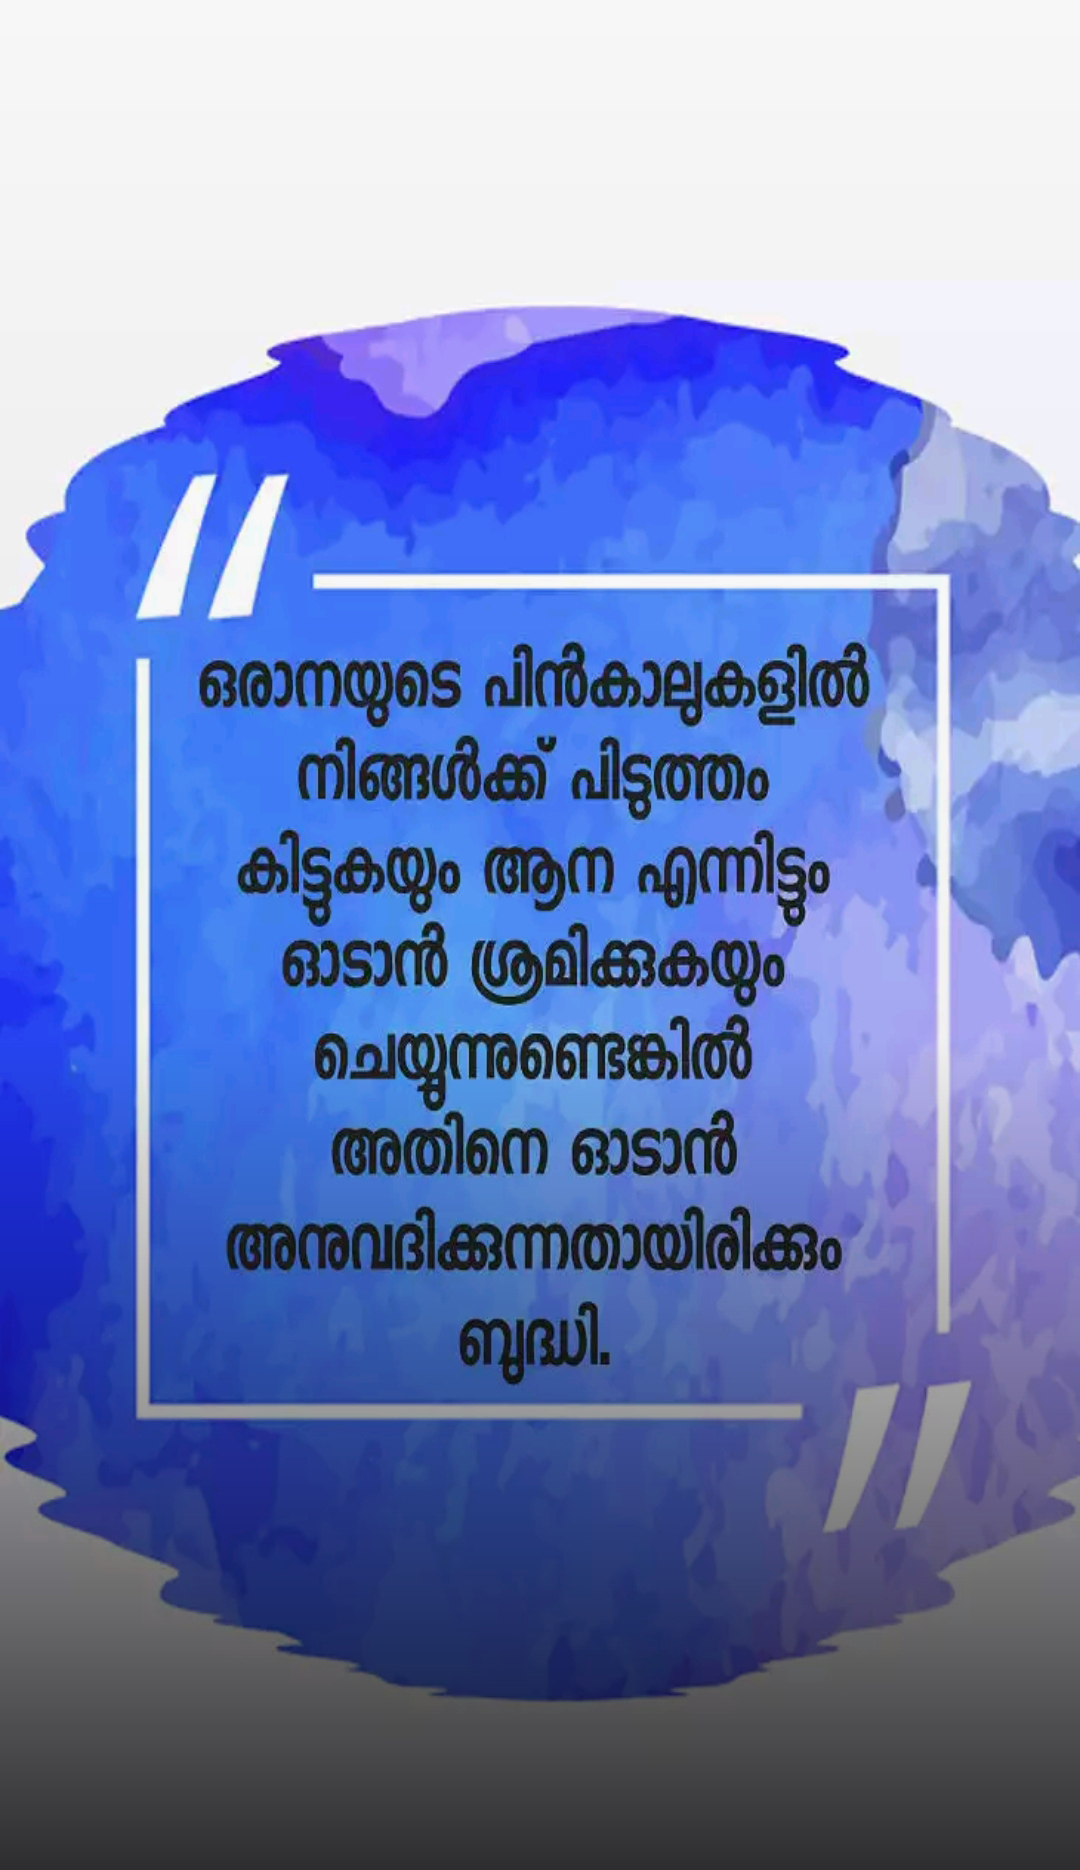 ഒരാനയുടെ പിൻകാലുകളിൽ
നിങ്ങൾക്ക് പിടുത്തം
കിട്ടുകയും ആന എന്നിട്ടും
ഓടാൻ ശ്രമിക്കുകയും
ചെയ്യുന്നുണ്ടെങ്കിൽ
അതിനെ ഓടാൻ
അനുവദിക്കുന്നതായിരിക്കും
ബുദ്ധി.